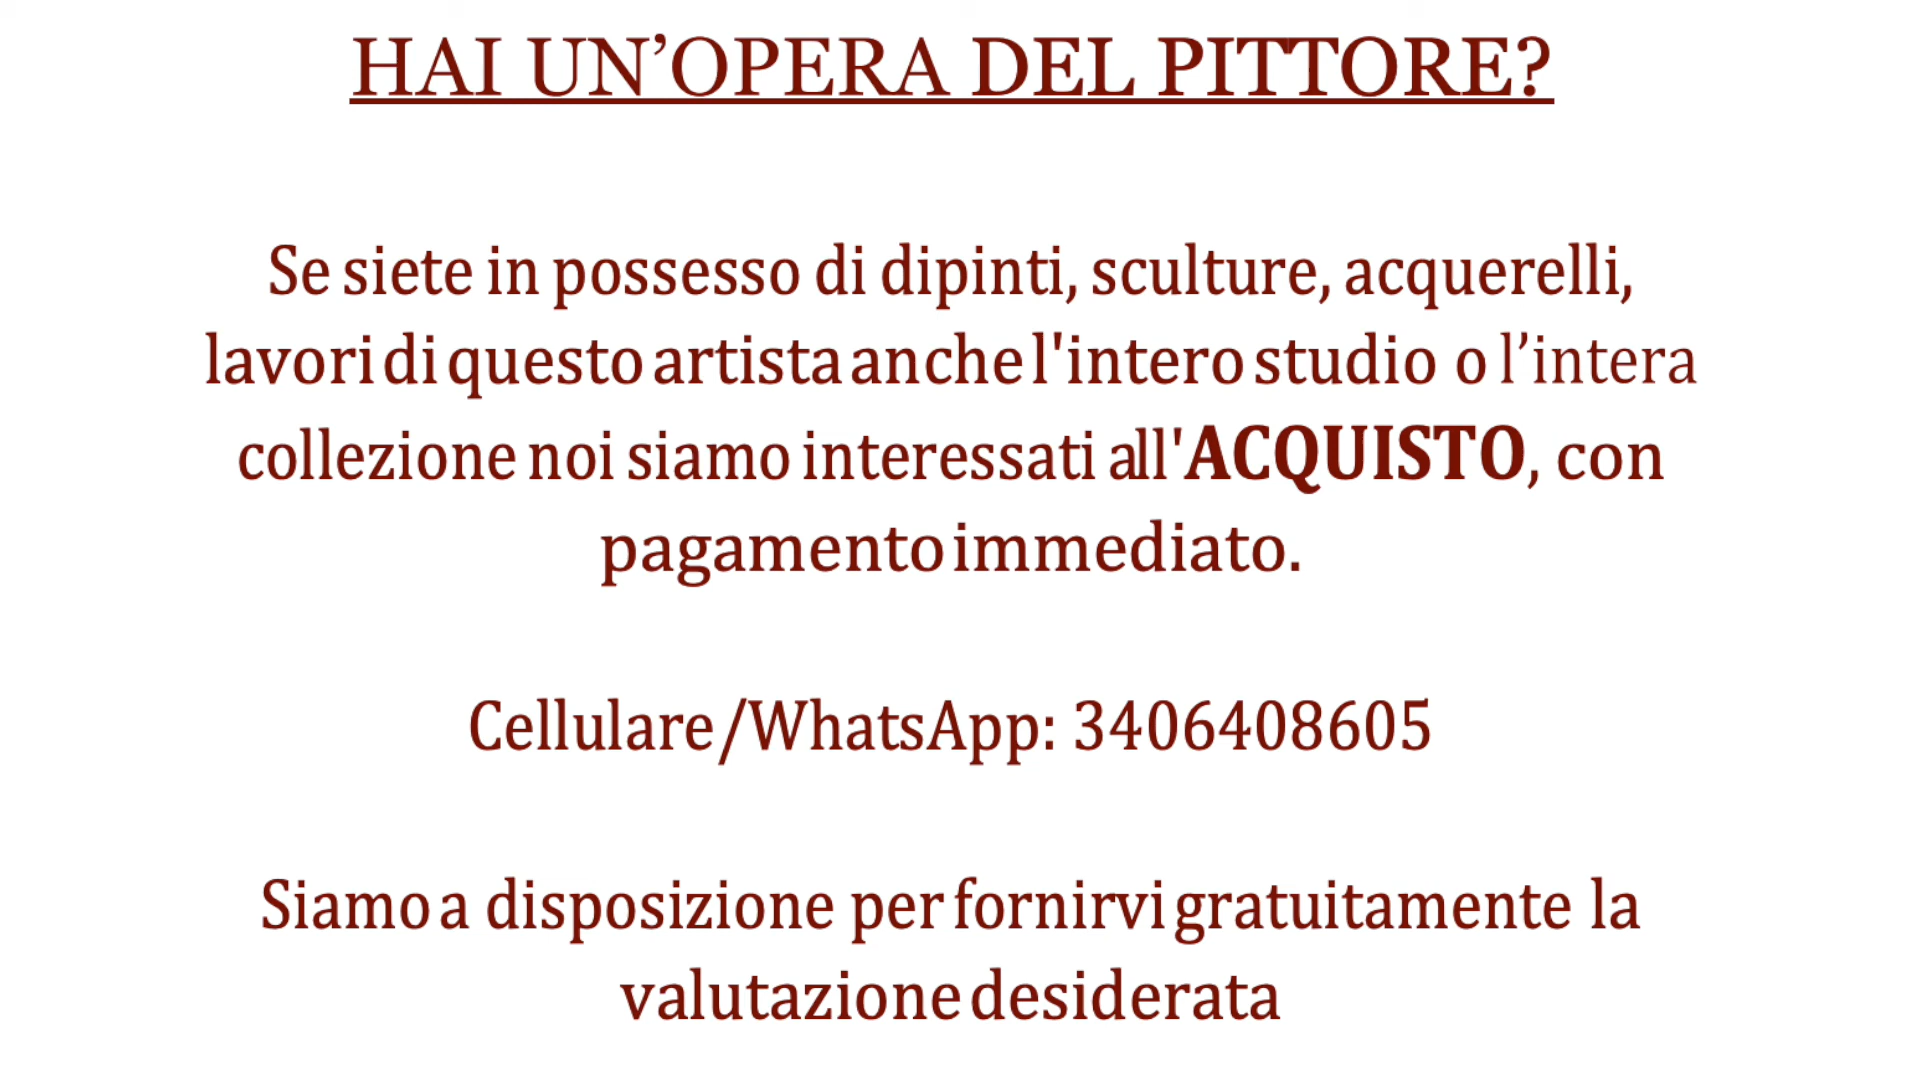 HAI UN’OPERA DEL PITTORE?
Se siete in possesso di dipinti, sculture, acquerelli,
lavori di questo artista anche l'intero studio o l’intera
collezione noi siamo interessati all'ACQUISTO, con
pagamento immediato.
Cellulare/WhatsApp: 3406408605
Siamo a disposizione per fornirvi gratuitamente la
valutazione desiderata